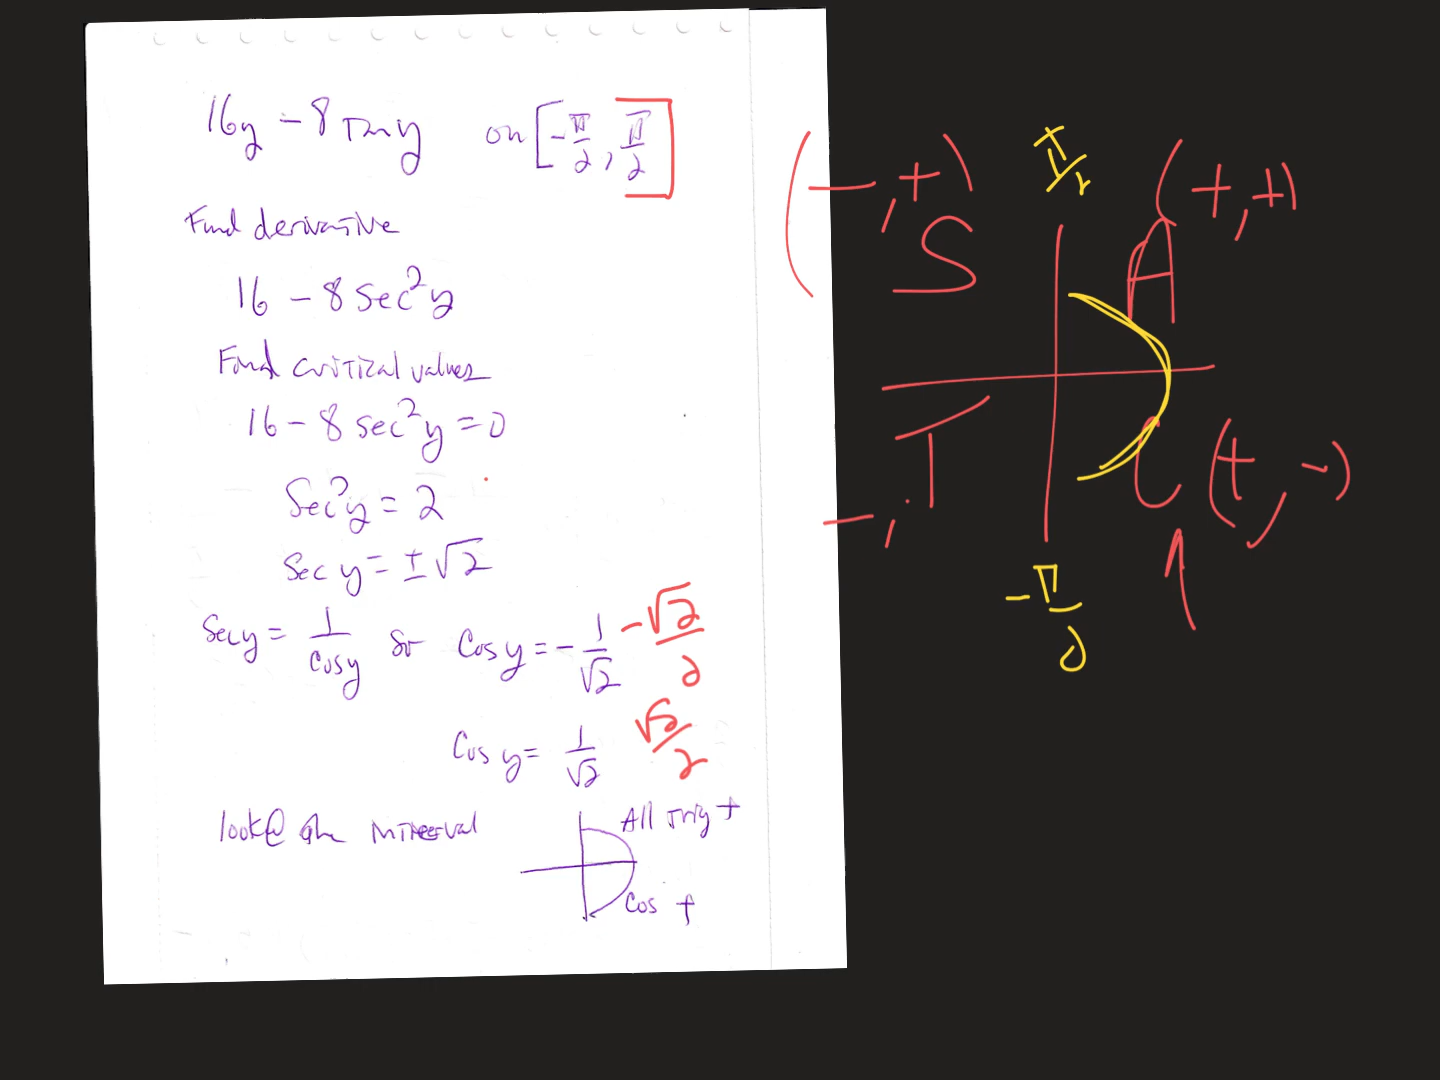 16y - 8 Tan y on [-π/2, π/2]
Find derivative
16 - 8 sec²y
Find critical values
16 - 8 sec²y = 0
Sec²y = 2
Sec y = ±√2
Sec y = 1/cos y so Cos y = - 1/√2 -√2/2
Cos y = 1/√2 √2/2
look @ the interval
All trig +
Cos +
(-, +)
S
π/2
(+, +)
A
T
-, .
C (+, -)
-π/2